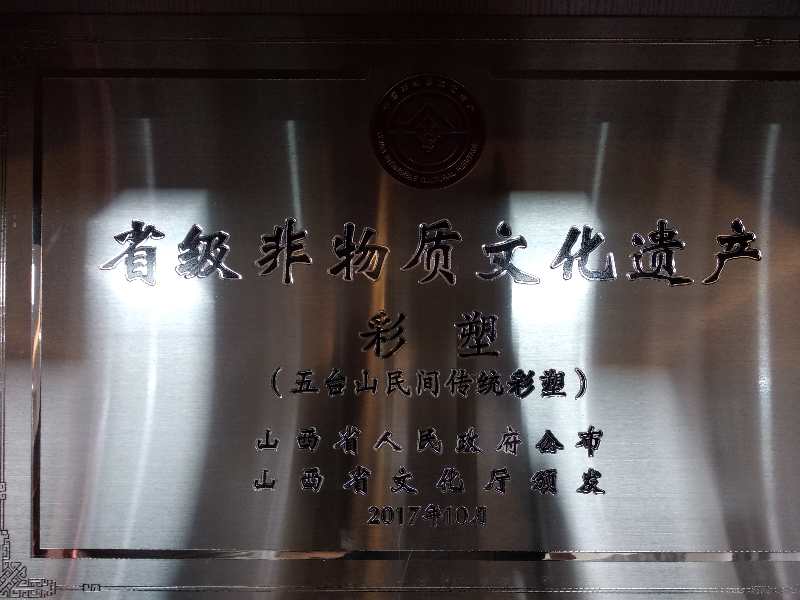 省级非物质文化遗产
彩塑
（五台山民间传统彩塑）
山西省人民政府公布
山西省文化厅颁发
2017年10月